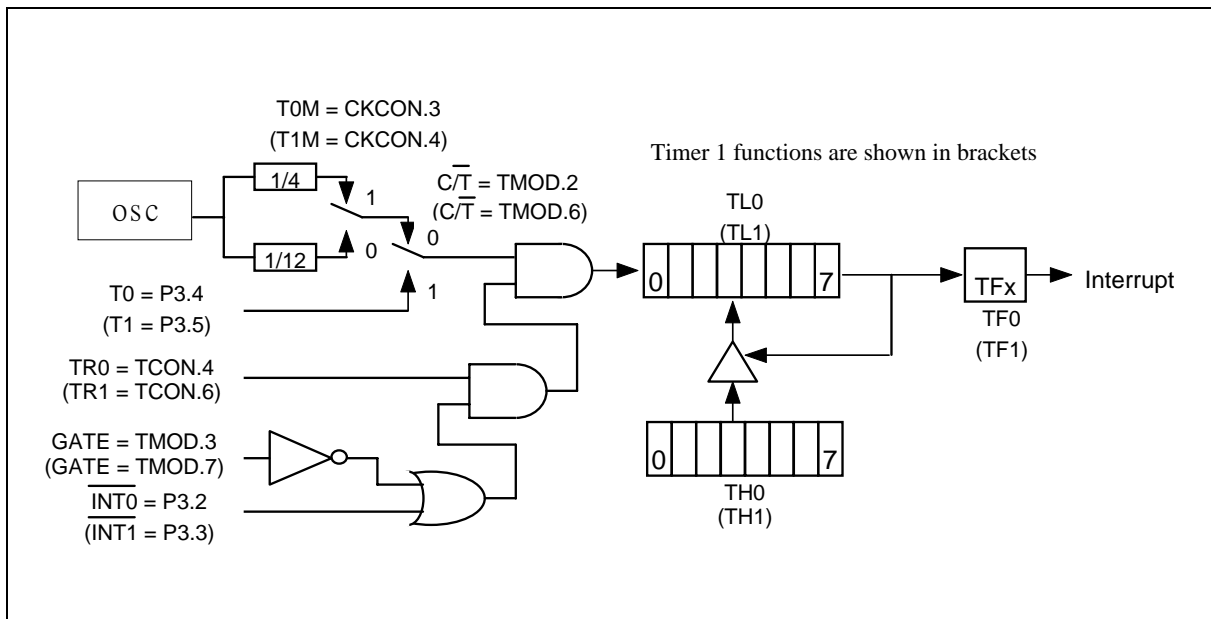 T0M = CKCON.3
(T1M = CKCON.4)
Timer 1 functions are shown in brackets
1/4
C/T̅ = TMOD.2
(C/T̅ = TMOD.6)
OSC
1
0
TL0
(TL1)
1/12
0
1
0 7
TFx
Interrupt
TF0
(TF1)
T0 = P3.4
(T1 = P3.5)
TR0 = TCON.4
(TR1 = TCON.6)
GATE = TMOD.3
(GATE = TMOD.7)
0 7
TH0
(TH1)
I̅N̅T̅0̅ = P3.2
(I̅N̅T̅1̅ = P3.3)